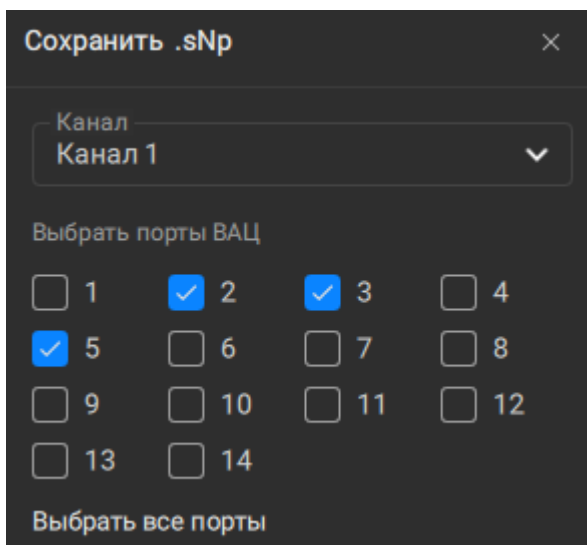 Сохранить .sNp
Канал
Канал 1
Выбрать порты ВАЦ
1 2 3 4
5 6 7 8
9 10 11 12
13 14
Выбрать все порты